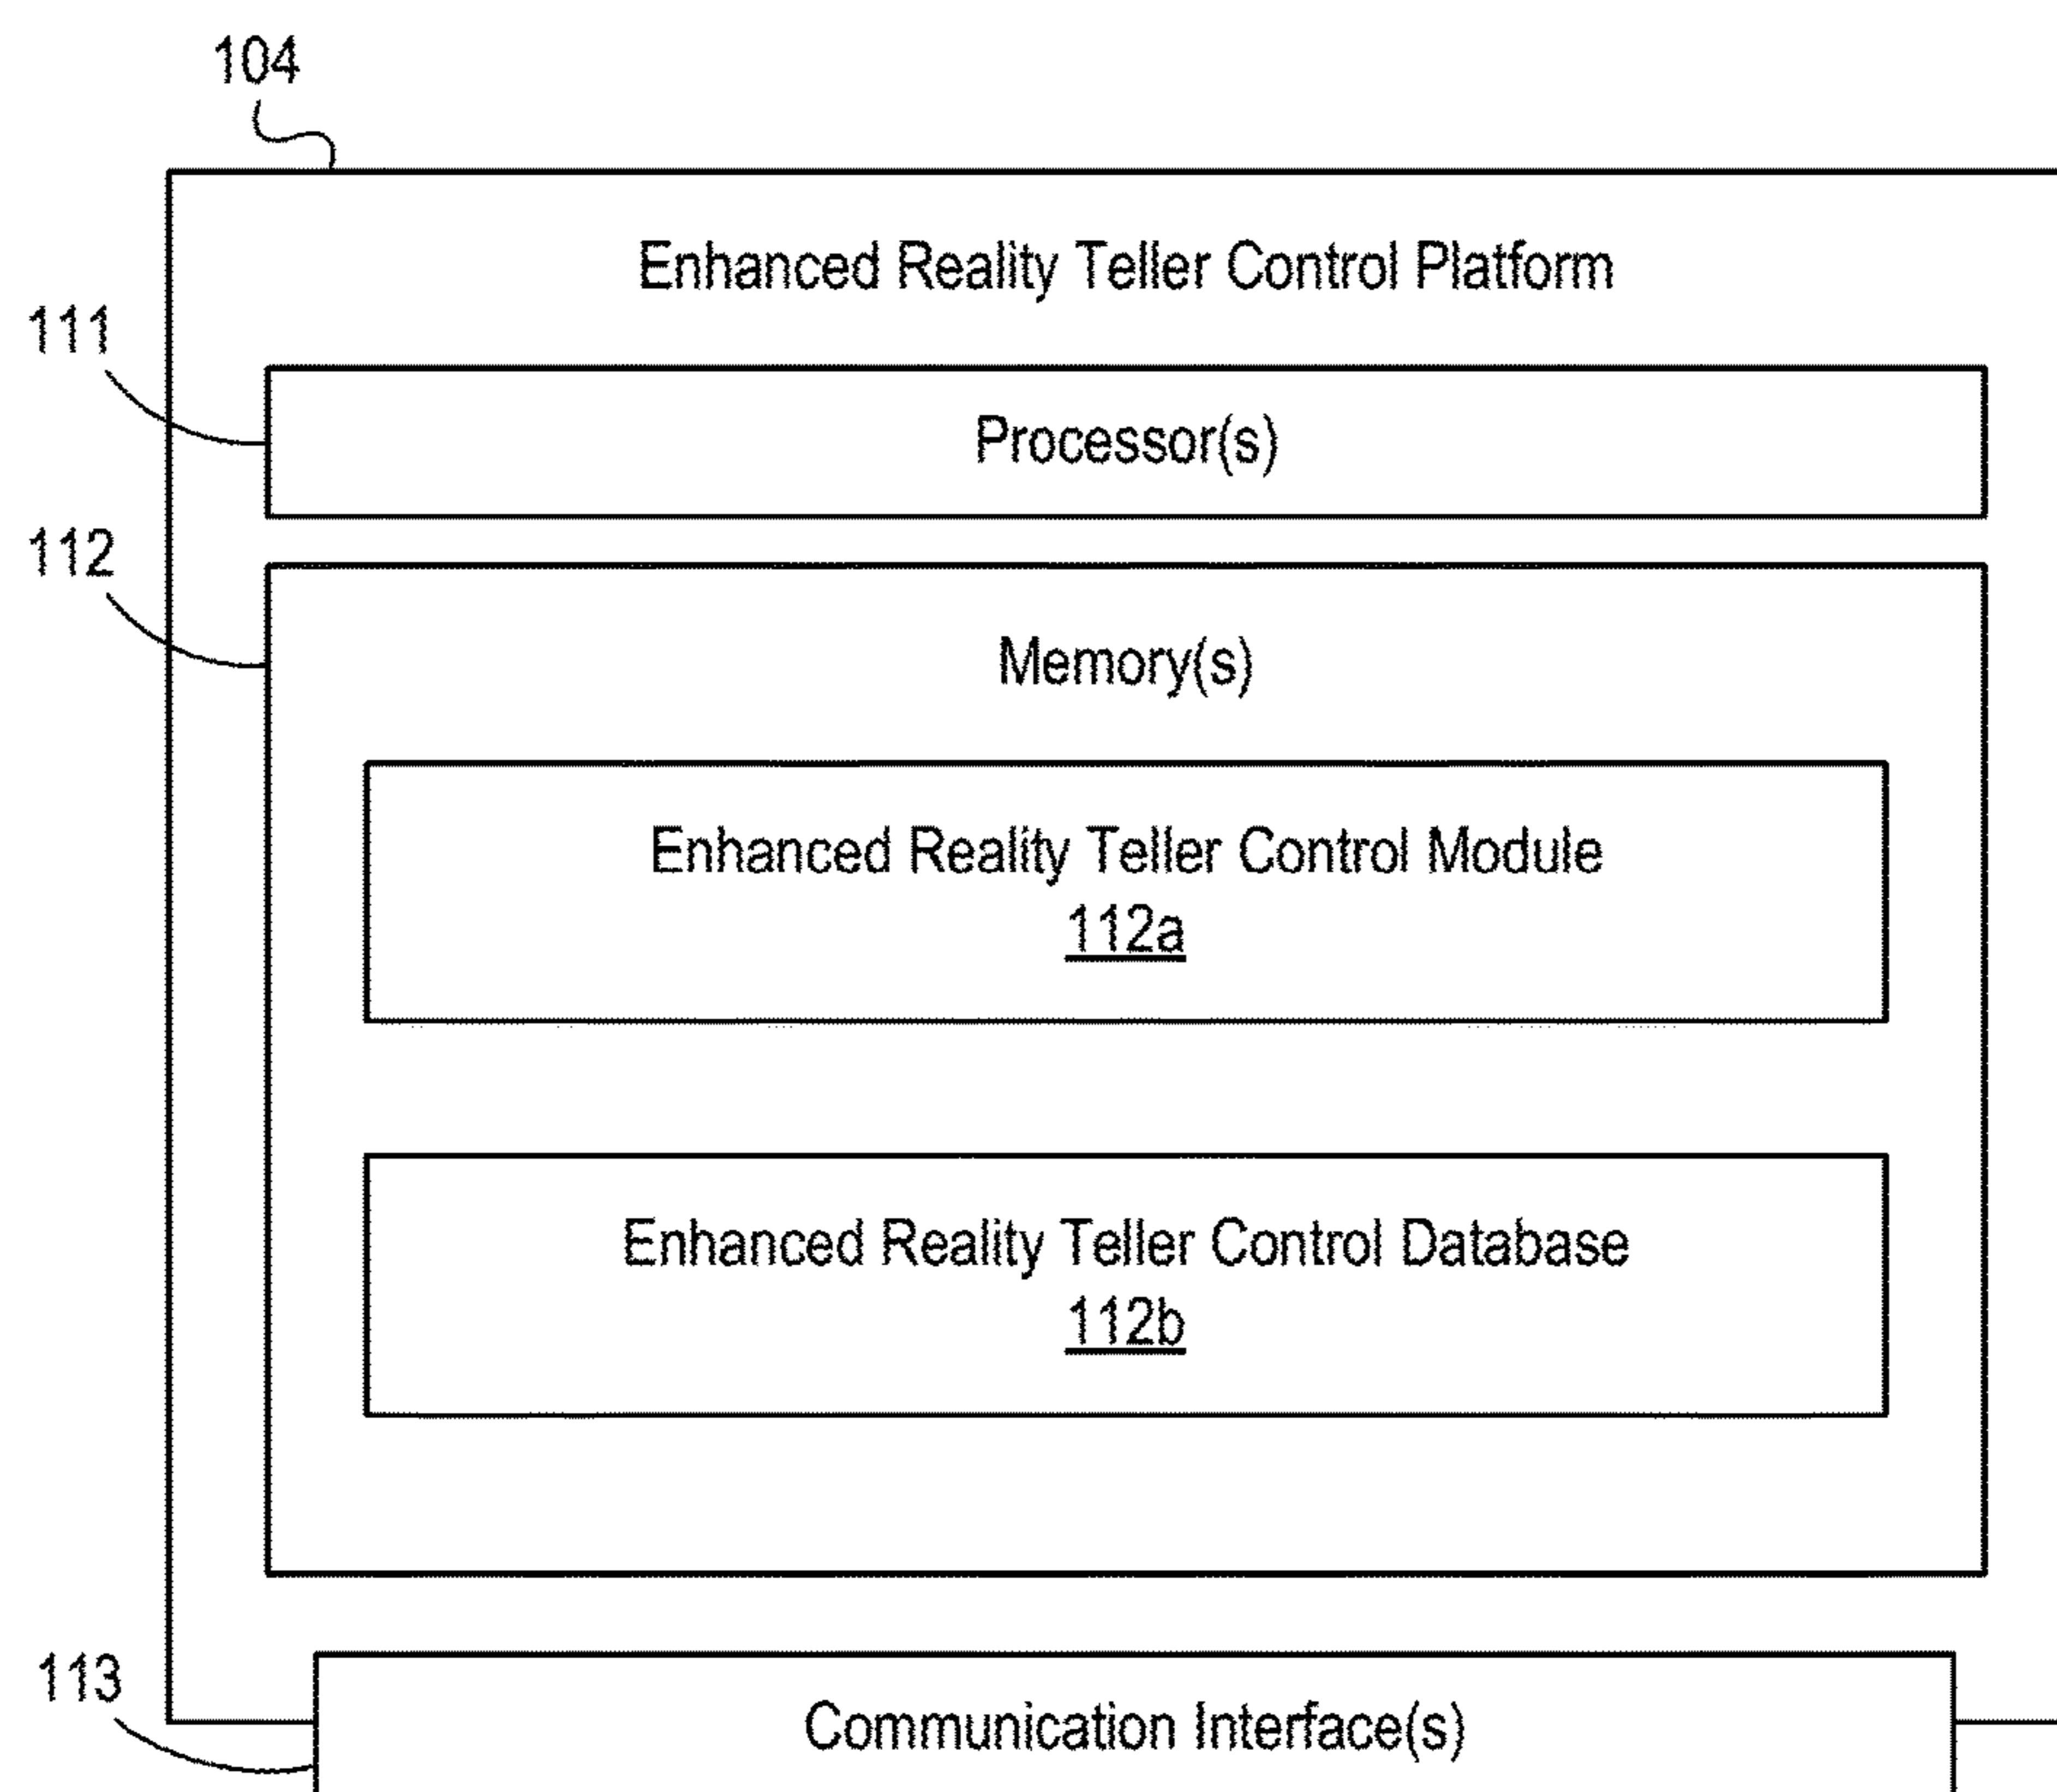 104
Enhanced Reality Teller Control Platform
111
Processor(s)
112
Memory(s)
Enhanced Reality Teller Control Module
112a
Enhanced Reality Teller Control Database
112b
113
Communication Interface(s)